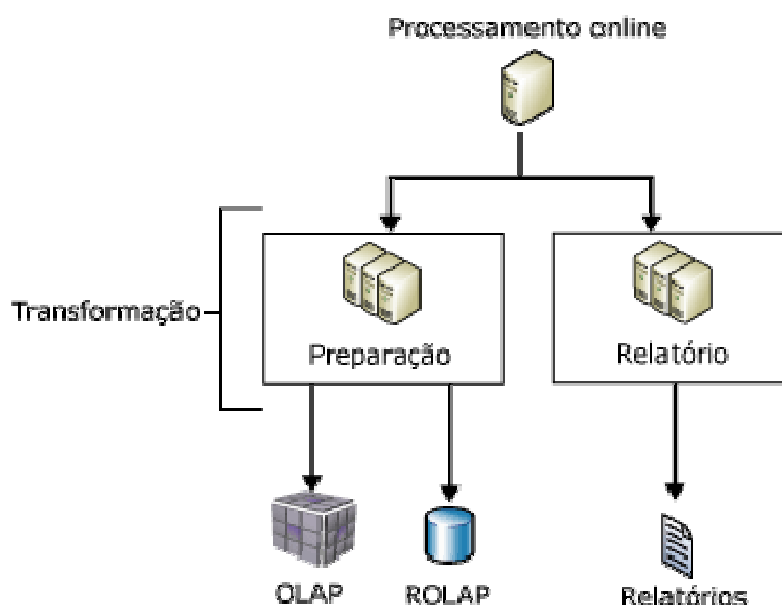 Processamento online
Transformação
Preparação
Relatório
OLAP
ROLAP
Relatórios